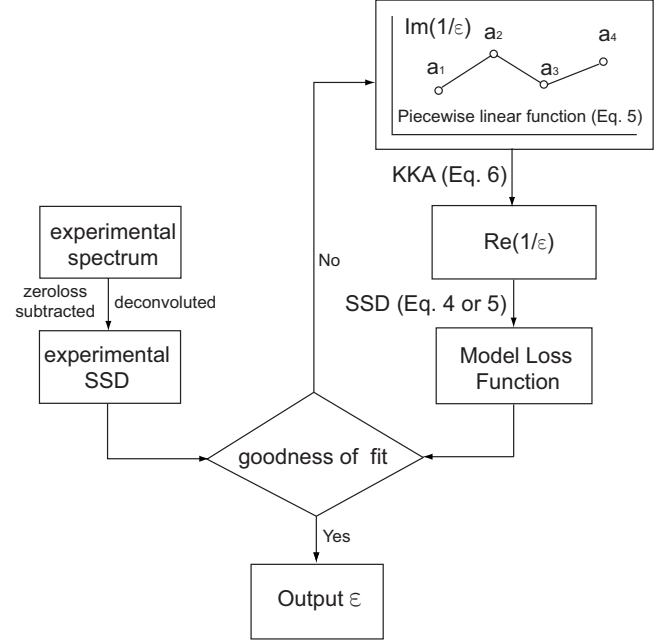 Im(1/ε)
a1
a2
a3
a4
Piecewise linear function (Eq. 5)
KKA (Eq. 6)
Re(1/ε)
SSD (Eq. 4 or 5)
Model Loss
Function
experimental
spectrum
zeroloss
subtracted
deconvoluted
experimental
SSD
No
goodness of fit
Yes
Output ε